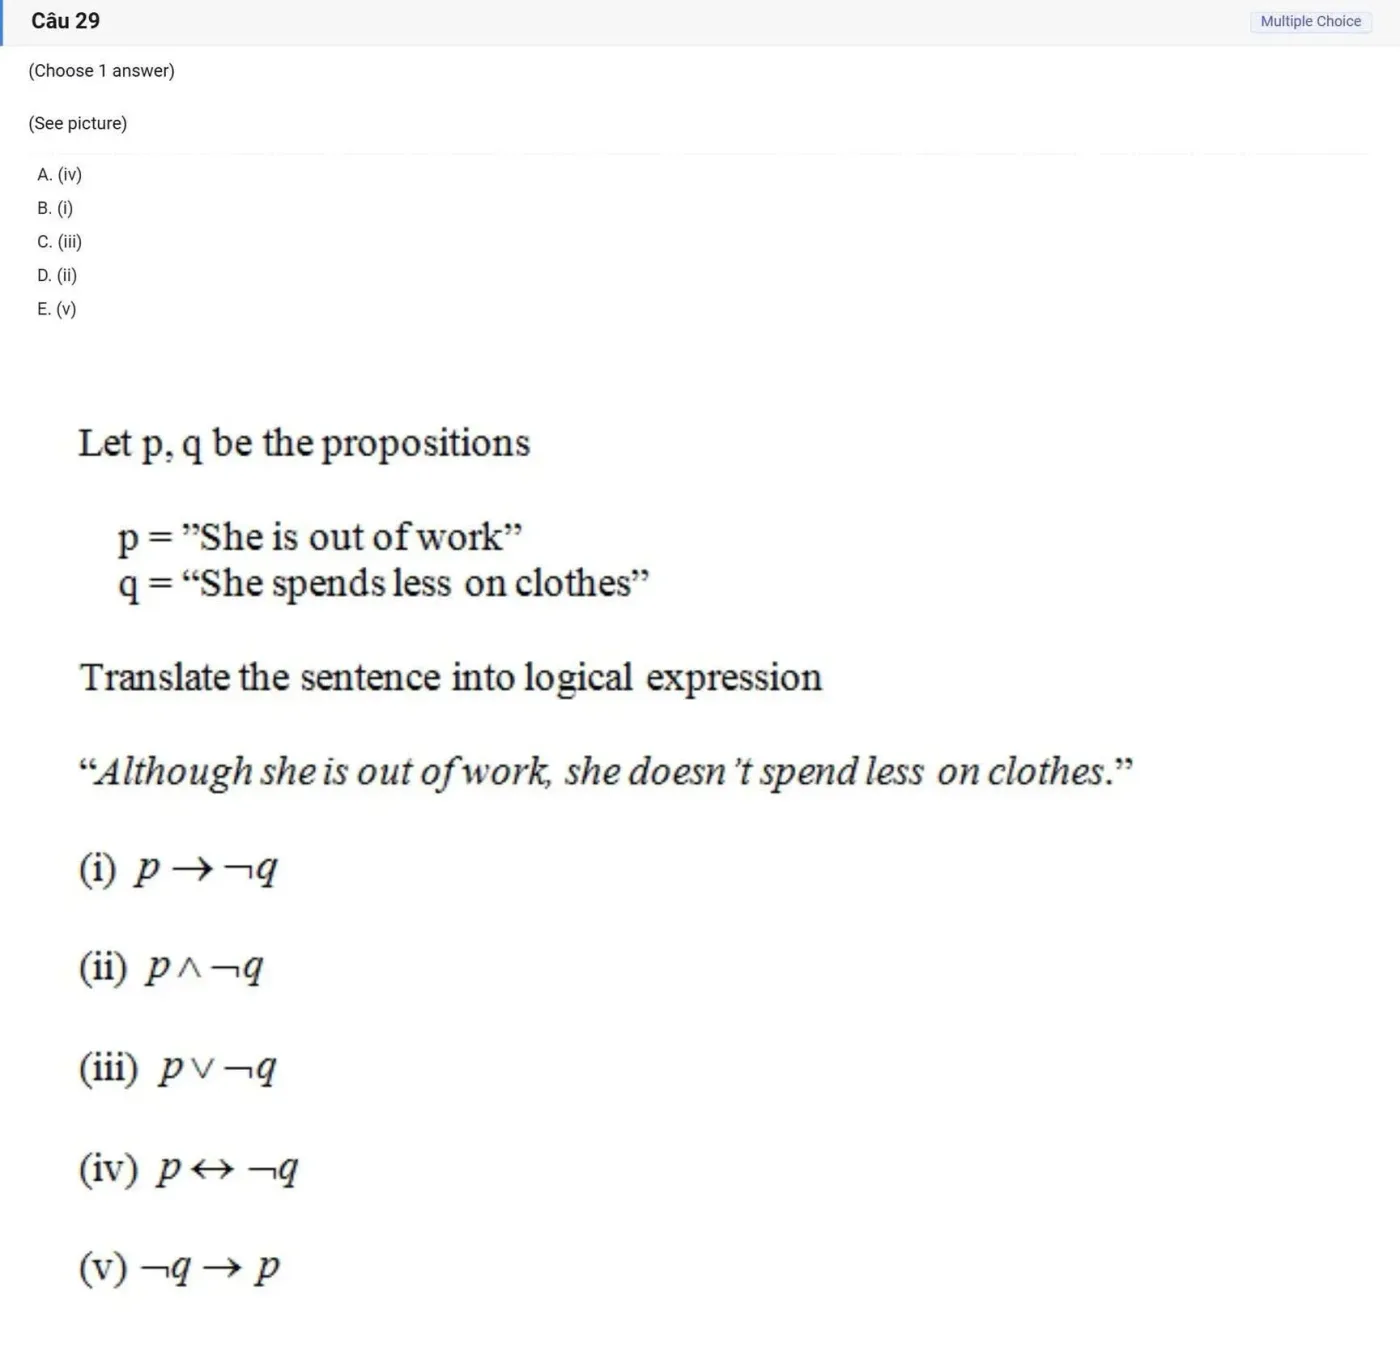 Câu 29
Multiple Choice
(Choose 1 answer)
(See picture)
A. (iv)
B. (i)
C. (iii)
D. (ii)
E. (v)
Let p, q be the propositions
p = ”She is out of work”
q = “She spends less on clothes”
Translate the sentence into logical expression
“Although she is out of work, she doesn’t spend less on clothes.”
(i) p → ¬q
(ii) p ∧ ¬q
(iii) p ∨ ¬q
(iv) p ↔ ¬q
(v) ¬q → p